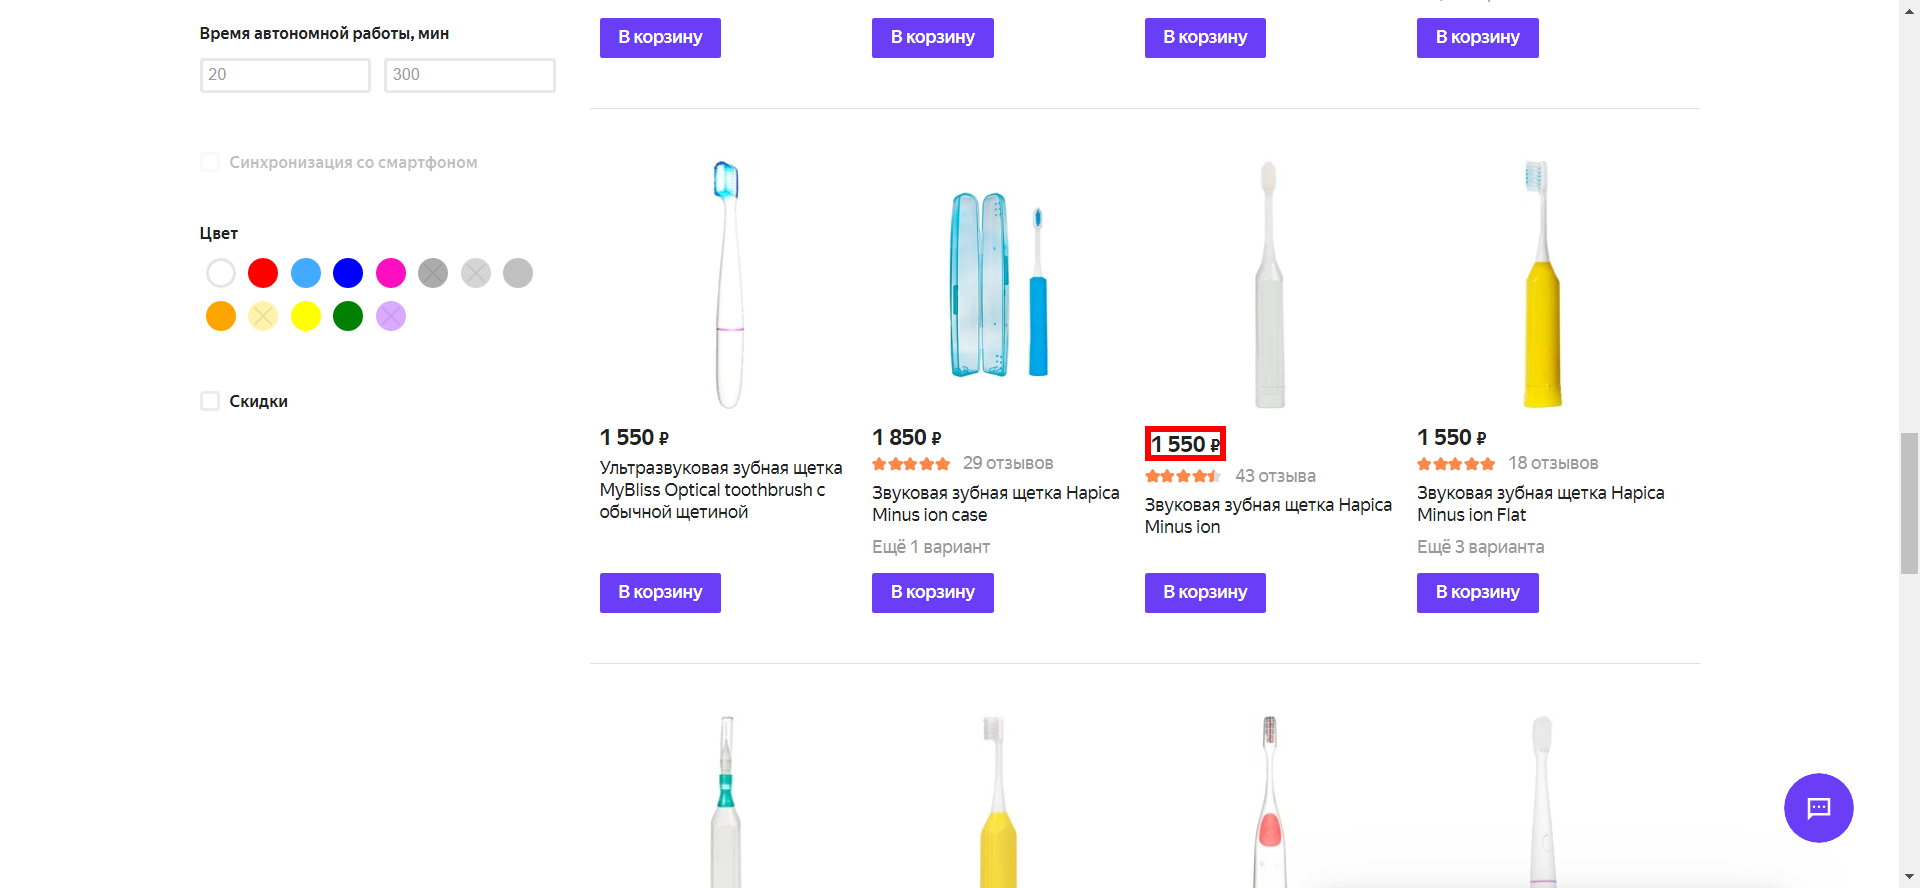 Время автономной работы, мин
20
300
Синхронизация со смартфоном
Цвет
Скидки
В корзину
В корзину
В корзину
В корзину
1 550 ₽
Ультразвуковая зубная щетка
MyBliss Optical toothbrush с
обычной щетиной
В корзину
1 850 ₽
29 отзывов
Звуковая зубная щетка Hapica
Minus ion case
Ещё 1 вариант
В корзину
1 550 ₽
43 отзыва
Звуковая зубная щетка Hapica
Minus ion
В корзину
1 550 ₽
18 отзывов
Звуковая зубная щетка Hapica
Minus ion Flat
Ещё 3 варианта
В корзину